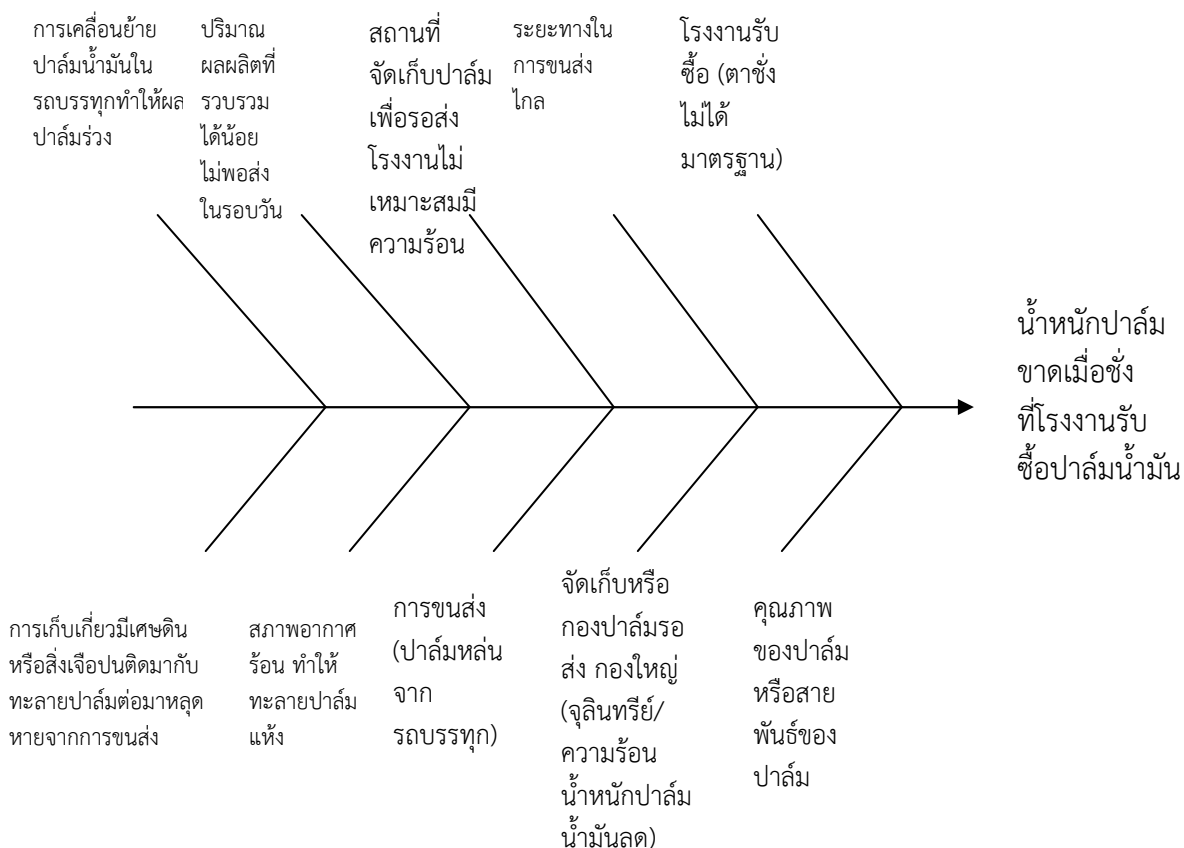 การเคลื่อนย้าย
ปาล์มน้ำมันใน
รถบรรทุกทำให้ผล
ปาล์มร่วง
ปริมาณ
ผลผลิตที่
รวบรวม
ได้น้อย
ไม่พอส่ง
ในรอบวัน
สถานที่
จัดเก็บปาล์ม
เพื่อรอส่ง
โรงงานไม่
เหมาะสมมี
ความร้อน
ระยะทางใน
การขนส่ง
ไกล
โรงงานรับ
ซื้อ (ตาชั่ง
ไม่ได้
มาตรฐาน)
น้ำหนักปาล์ม
ขาดเมื่อชั่ง
ที่โรงงานรับ
ซื้อปาล์มน้ำมัน
การเก็บเกี่ยวมีเศษดิน
หรือสิ่งเจือปนติดมากับ
ทะลายปาล์มต่อมาหลุด
หายจากการขนส่ง
สภาพอากาศ
ร้อน ทำให้
ทะลายปาล์ม
แห้ง
การขนส่ง
(ปาล์มหล่น
จาก
รถบรรทุก)
จัดเก็บหรือ
กองปาล์มรอ
ส่ง กองใหญ่
(จุลินทรีย์/
ความร้อน
น้ำหนักปาล์ม
น้ำมันลด)
คุณภาพ
ของปาล์ม
หรือสาย
พันธ์ของ
ปาล์ม